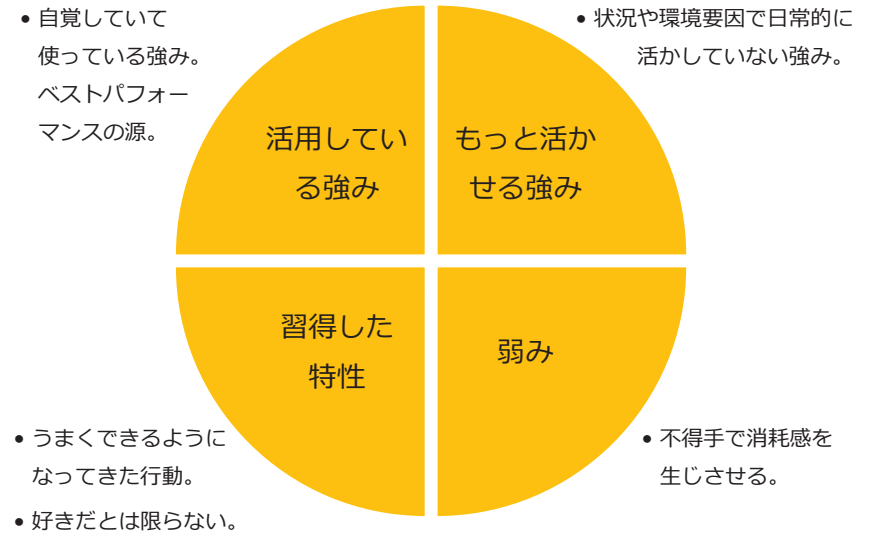 • 自覚していて
使っている強み。
ベストパフォー
マンスの源。
• 状況や環境要因で日常的に
活かしていない強み。
活用してい
る強み
もっと活か
せる強み
習得した
特性
弱み
• うまくできるように
なってきた行動。
• 好きだとは限らない。
• 不得手で消耗感を
生じさせる。